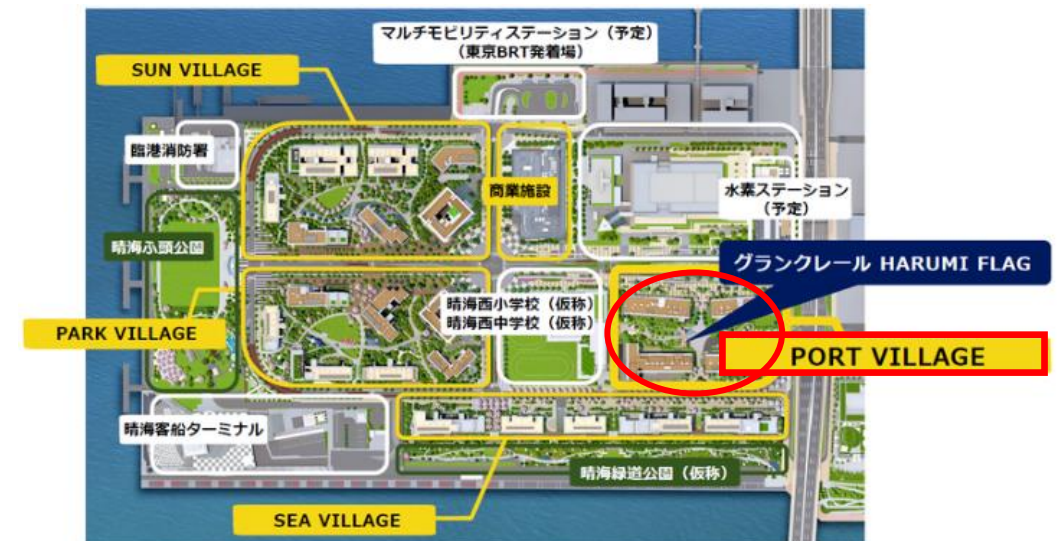 マルチモビリティステーション（予定）
（東京BRT発着場）
SUN VILLAGE
臨港消防署
商業施設
水素ステーション
（予定）
晴海ふ頭公園
グランクレール HARUMI FLAG
晴海西小学校（仮称）
晴海西中学校（仮称）
PARK VILLAGE
PORT VILLAGE
晴海客船ターミナル
晴海緑道公園（仮称）
SEA VILLAGE